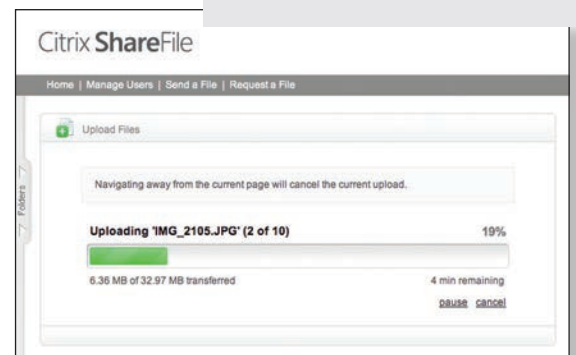 Citrix ShareFile
Home | Manage Users | Send a File | Request a File
Upload Files
Folders
Navigating away from the current page will cancel the current upload.
Uploading 'IMG_2105.JPG' (2 of 10) 19%
6.36 MB of 32.97 MB transferred 4 min remaining
pause cancel